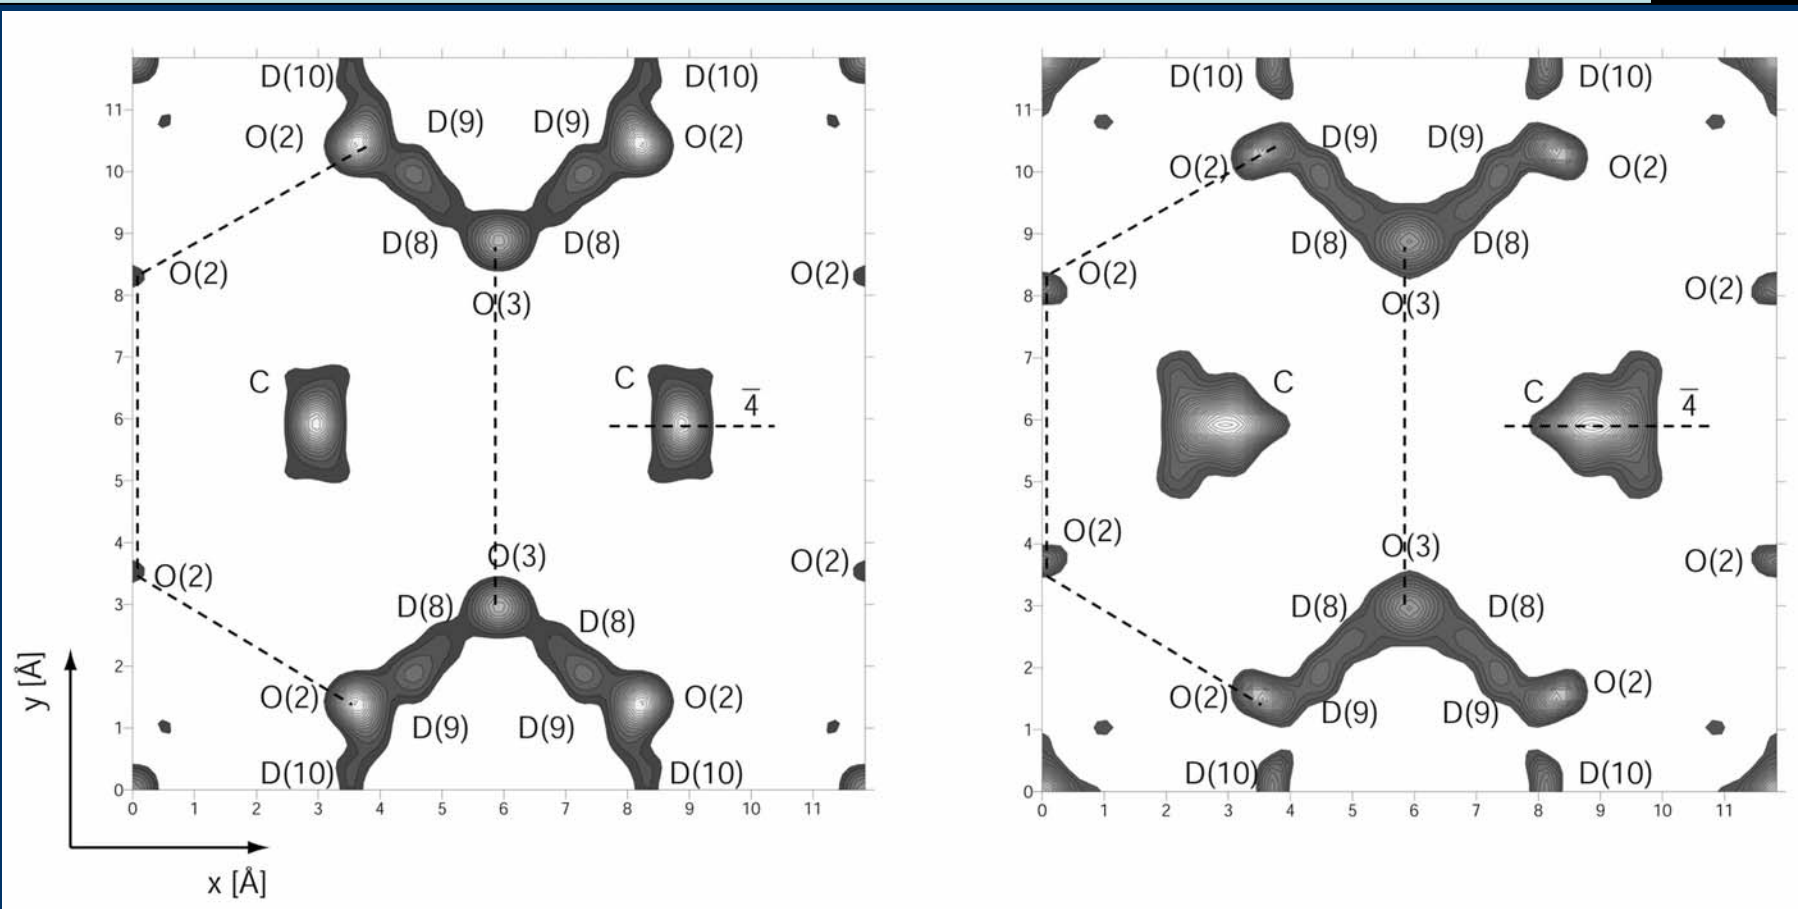 D(10) D(10)
D(9) D(9)
O(2) O(2)
D(8) D(8)
O(2) O(2)
O(3)
C C
4
O(3)
O(2) O(2)
D(8) D(8)
O(2) O(2)
D(9) D(9)
D(10) D(10)
11
10
9
8
7
6
5
4
3
2
1
0
0 1 2 3 4 5 6 7 8 9 10 11
y [Å]
x [Å]
D(10) D(10)
D(9) D(9)
O(2) O(2)
D(8) D(8)
O(2) O(2)
O(3)
C C
4
O(2)
O(3)
O(2)
D(8) D(8)
O(2) O(2)
D(9) D(9)
D(10) D(10)
11
10
9
8
7
6
5
4
3
2
1
0
0 1 2 3 4 5 6 7 8 9 10 11